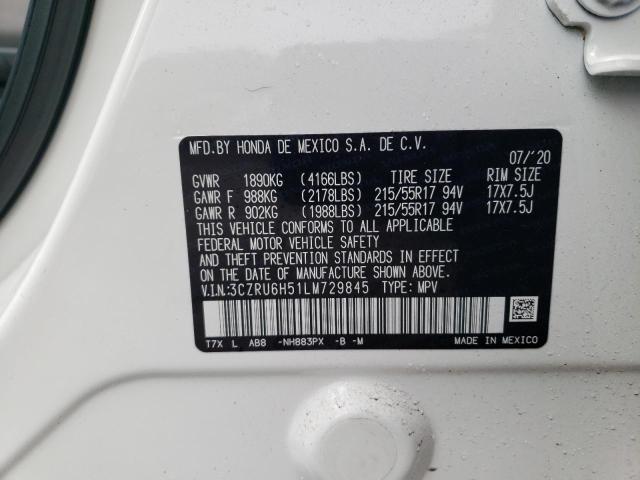 MFD.BY HONDA DE MEXICO S.A. DE C.V.
07/'20
GVWR 1890KG (4166LBS) TIRE SIZE RIM SIZE
GAWR F 988KG (2178LBS) 215/55R17 94V 17X7.5J
GAWR R 902KG (1988LBS) 215/55R17 94V 17X7.5J
THIS VEHICLE CONFORMS TO ALL APPLICABLE
FEDERAL MOTOR VEHICLE SAFETY
AND THEFT PREVENTION STANDARDS IN EFFECT
ON THE DATE OF MANUFACTURE SHOWN ABOVE.
V.I.N:3CZRU6H51LM729845 TYPE: MPV
T7X L AB8 -NH883PX -B -M MADE IN MEXICO